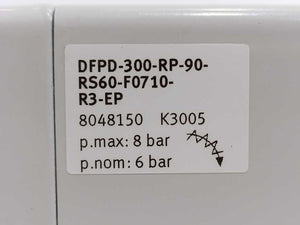 DFPD-300-RP-90-
RS60-F0710-
R3-EP
8048150 K3005
p.max: 8 bar
p.nom: 6 bar